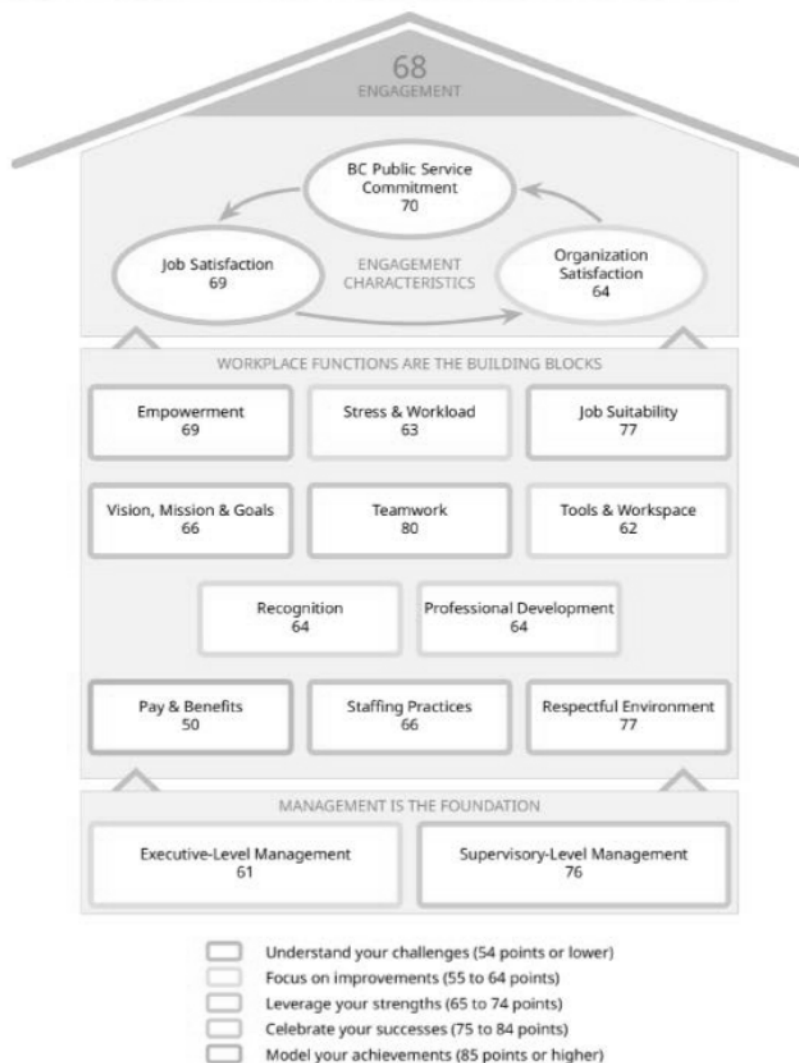 68
ENGAGEMENT
BC Public Service
Commitment
70
Job Satisfaction
69
ENGAGEMENT
CHARACTERISTICS
Organization
Satisfaction
64
WORKPLACE FUNCTIONS ARE THE BUILDING BLOCKS
Empowerment
69
Stress & Workload
63
Job Suitability
77
Vision, Mission & Goals
66
Teamwork
80
Tools & Workspace
62
Recognition
64
Professional Development
64
Pay & Benefits
50
Staffing Practices
66
Respectful Environment
77
MANAGEMENT IS THE FOUNDATION
Executive-Level Management
61
Supervisory-Level Management
76
Understand your challenges (54 points or lower)
Focus on improvements (55 to 64 points)
Leverage your strengths (65 to 74 points)
Celebrate your successes (75 to 84 points)
Model your achievements (85 points or higher)